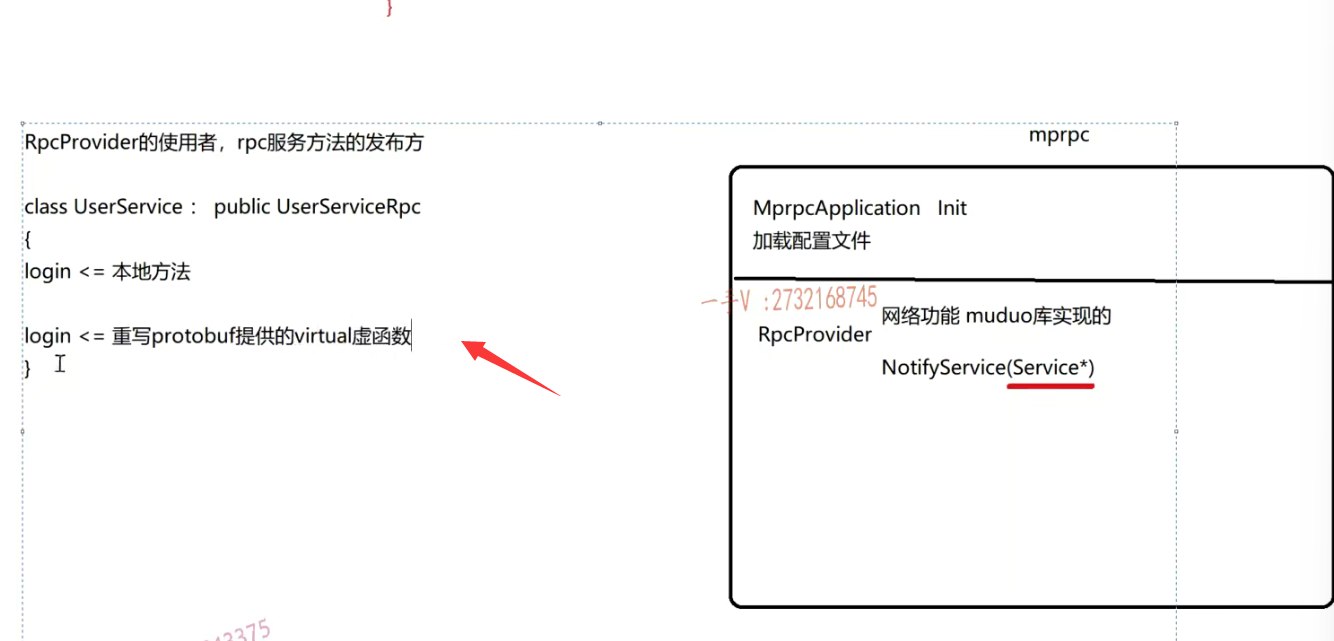 }
RpcProvider的使用者，rpc服务方法的发布方
class UserService : public UserServiceRpc
{
login <= 本地方法
login <= 重写protobuf提供的virtual虚函数
}
mprpc
MprpcApplication Init
加载配置文件
一手V :2732168745
RpcProvider
网络功能 muduo库实现的
NotifyService(Service*)
3375